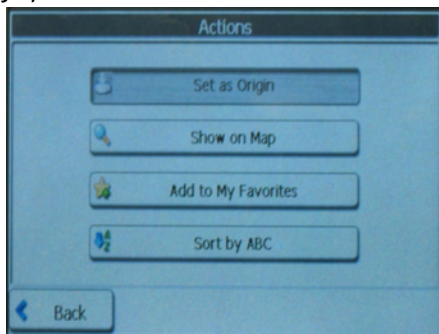 Actions
Set as Origin
Show on Map
Add to My Favorites
Sort by ABC
Back